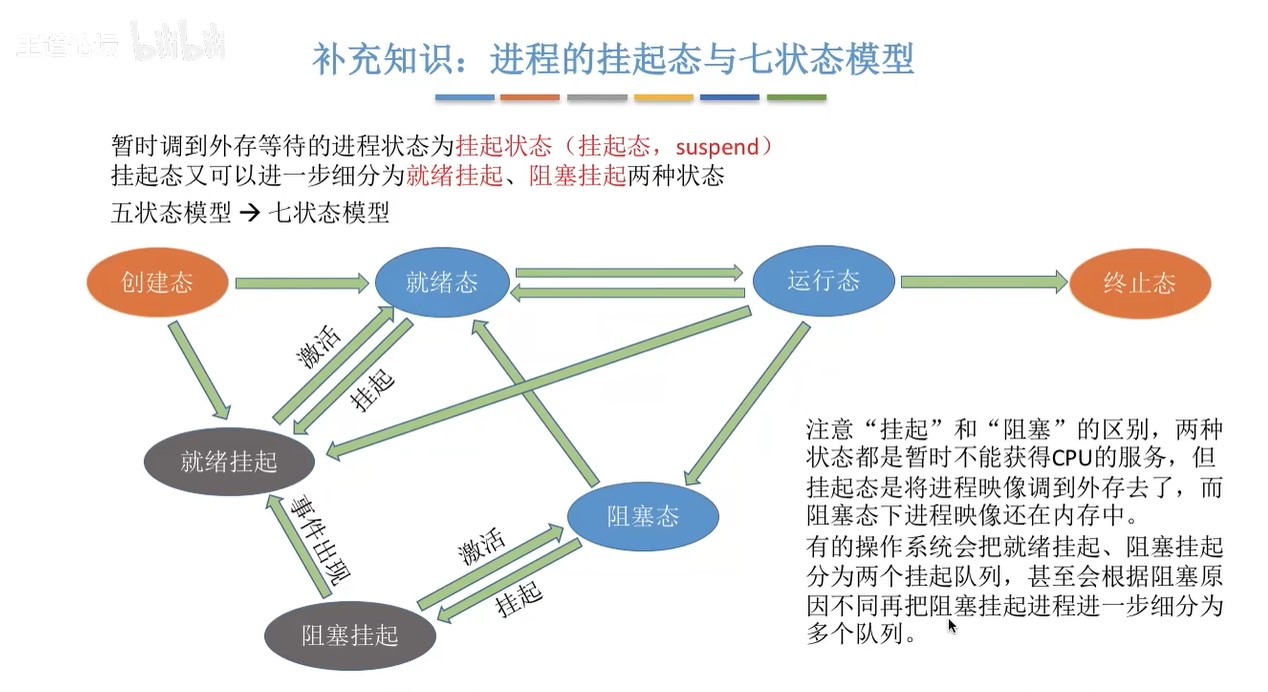 王道论坛 bilibili
补充知识：进程的挂起态与七状态模型
暂时调到外存等待的进程状态为挂起状态（挂起态，suspend）
挂起态又可以进一步细分为就绪挂起、阻塞挂起两种状态
五状态模型→七状态模型
创建态
就绪态
运行态
终止态
激活
挂起
就绪挂起
事件出现
阻塞态
激活
挂起
阻塞挂起
注意“挂起”和“阻塞”的区别，两种
状态都是暂时不能获得CPU的服务，但
挂起态是将进程映像调到外存去了，而
阻塞态下进程映像还在内存中。
有的操作系统会把就绪挂起、阻塞挂起
分为两个挂起队列，甚至会根据阻塞原
因不同再把阻塞挂起进程进一步细分为
多个队列。